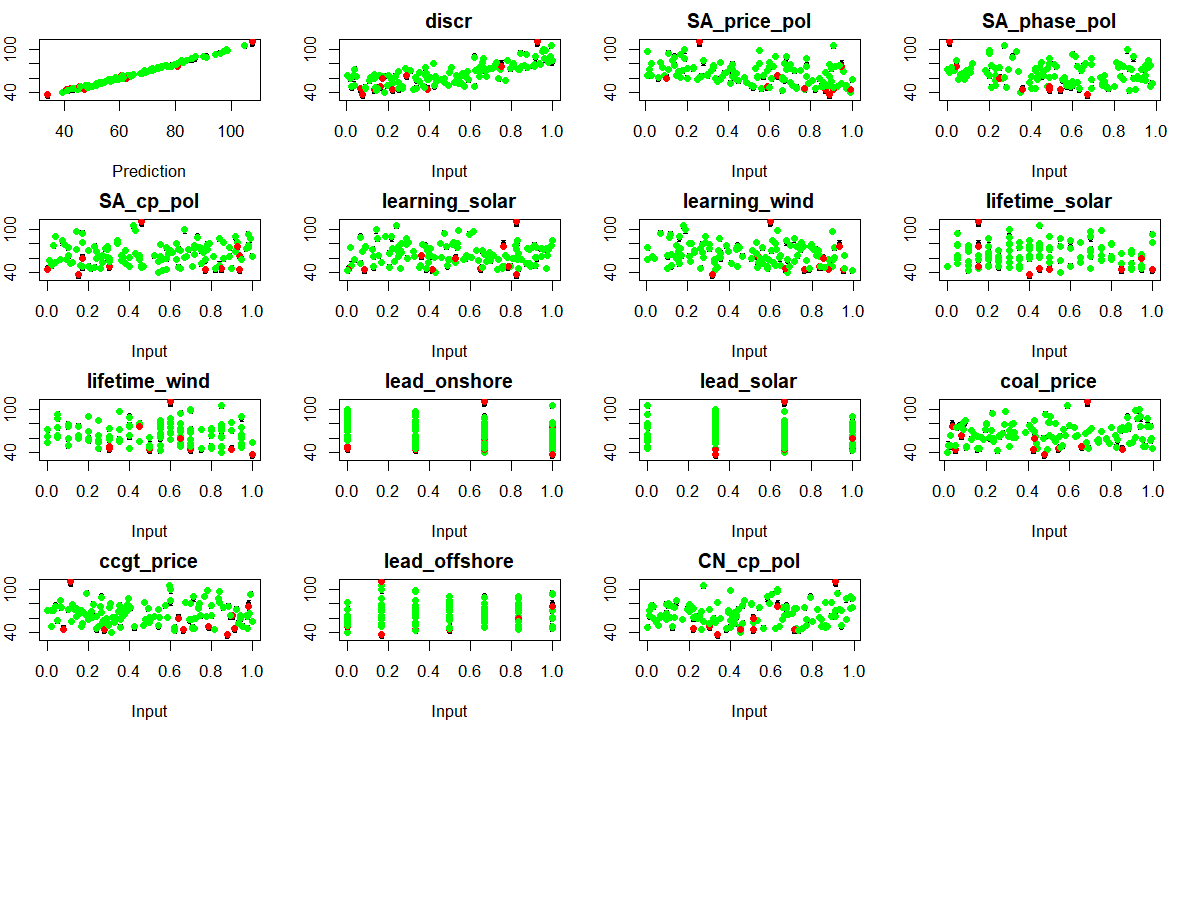 discr SA_price_pol SA_phase_pol
40 100 40 100 40 100 40 100
40 60 80 100 0.0 0.2 0.4 0.6 0.8 1.0 0.0 0.2 0.4 0.6 0.8 1.0 0.0 0.2 0.4 0.6 0.8 1.0
Prediction Input Input Input
SA_cp_pol learning_solar learning_wind lifetime_solar
40 100 40 100 40 100 40 100
0.0 0.2 0.4 0.6 0.8 1.0 0.0 0.2 0.4 0.6 0.8 1.0 0.0 0.2 0.4 0.6 0.8 1.0 0.0 0.2 0.4 0.6 0.8 1.0
Input Input Input Input
lifetime_wind lead_onshore lead_solar coal_price
40 100 40 100 40 100 40 100
0.0 0.2 0.4 0.6 0.8 1.0 0.0 0.2 0.4 0.6 0.8 1.0 0.0 0.2 0.4 0.6 0.8 1.0 0.0 0.2 0.4 0.6 0.8 1.0
Input Input Input Input
ccgt_price lead_offshore CN_cp_pol
40 100 40 100 40 100
0.0 0.2 0.4 0.6 0.8 1.0 0.0 0.2 0.4 0.6 0.8 1.0 0.0 0.2 0.4 0.6 0.8 1.0
Input Input Input